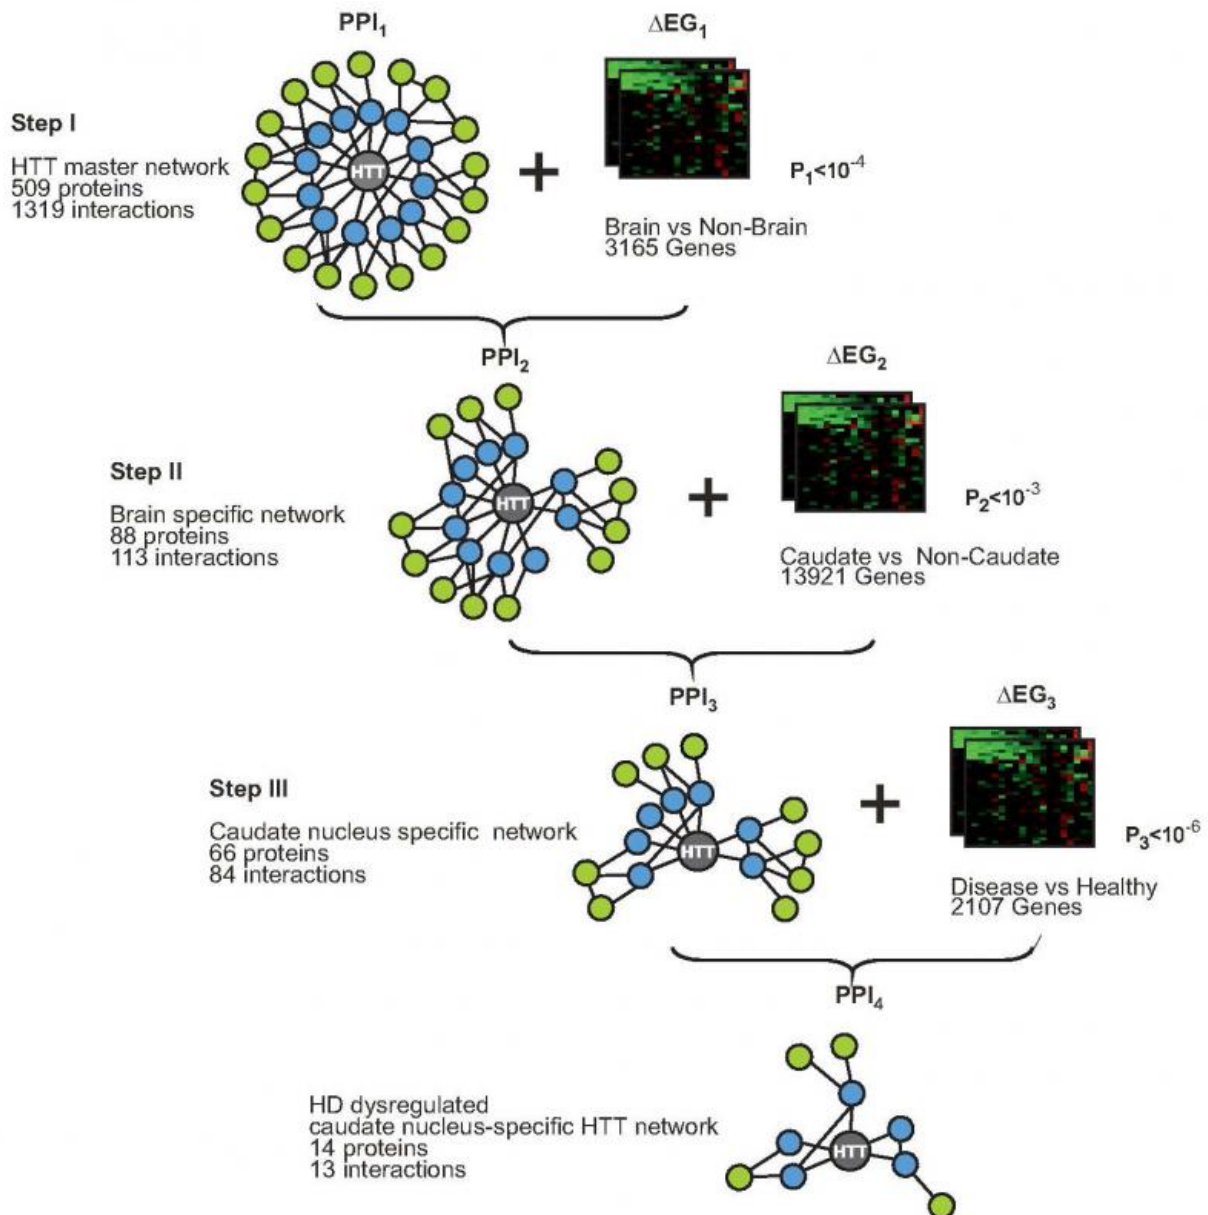 PPI₁
ΔEG₁
Step I
HTT master network
509 proteins
1319 interactions
HTT
+
P₁<10⁻⁴
Brain vs Non-Brain
3165 Genes
PPI₂
ΔEG₂
Step II
Brain specific network
88 proteins
113 interactions
HTT
+
P₂<10⁻³
Caudate vs Non-Caudate
13921 Genes
PPI₃
ΔEG₃
Step III
Caudate nucleus specific network
66 proteins
84 interactions
HTT
+
P₃<10⁻⁶
Disease vs Healthy
2107 Genes
PPI₄
HD dysregulated
caudate nucleus-specific HTT network
14 proteins
13 interactions
HTT